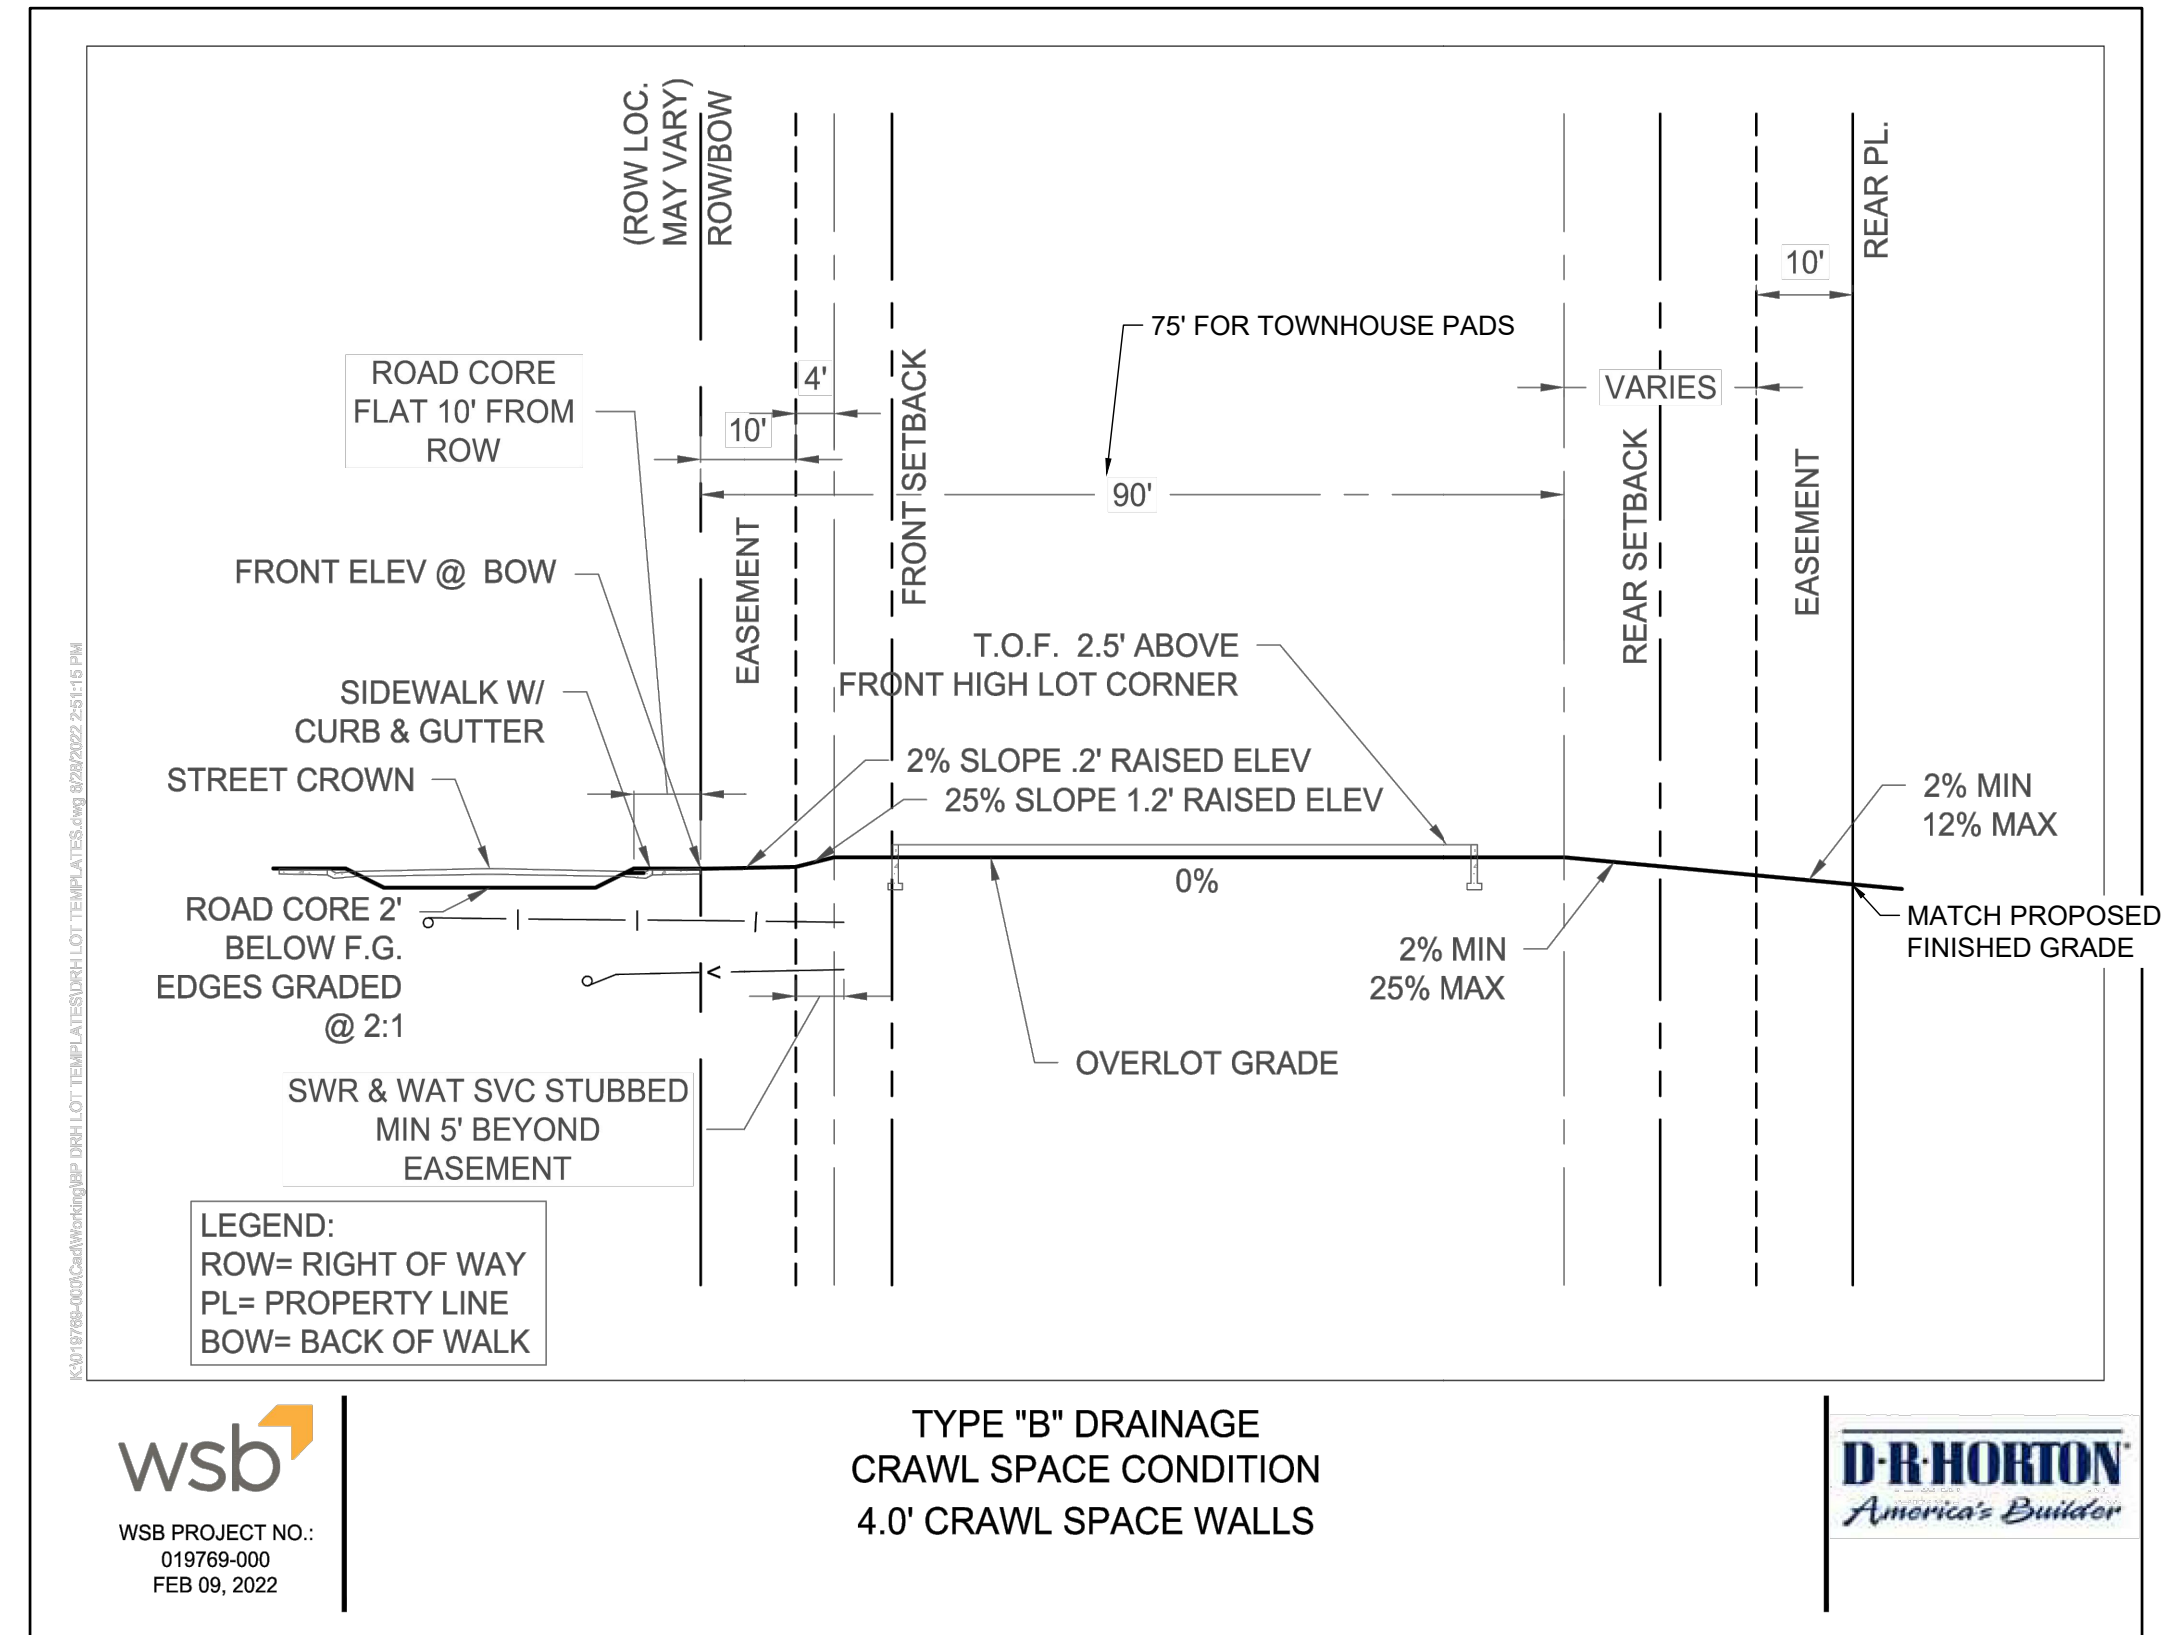 (ROW LOC.
MAY VARY)
ROW/BOW
REAR PL.
10'
75' FOR TOWNHOUSE PADS
ROAD CORE
FLAT 10' FROM
ROW
4'
10'
FRONT SETBACK
VARIES
90'
REAR SETBACK
EASEMENT
EASEMENT
FRONT ELEV @ BOW
T.O.F. 2.5' ABOVE
FRONT HIGH LOT CORNER
SIDEWALK W/
CURB & GUTTER
STREET CROWN
2% SLOPE .2' RAISED ELEV
25% SLOPE 1.2' RAISED ELEV
2% MIN
12% MAX
0%
ROAD CORE 2'
BELOW F.G.
EDGES GRADED
@ 2:1
MATCH PROPOSED
FINISHED GRADE
2% MIN
25% MAX
OVERLOT GRADE
SWR & WAT SVC STUBBED
MIN 5' BEYOND
EASEMENT
LEGEND:
ROW= RIGHT OF WAY
PL= PROPERTY LINE
BOW= BACK OF WALK
wsb
WSB PROJECT NO.:
019769-000
FEB 09, 2022
TYPE "B" DRAINAGE
CRAWL SPACE CONDITION
4.0' CRAWL SPACE WALLS
D·R·HORTON
America's Builder